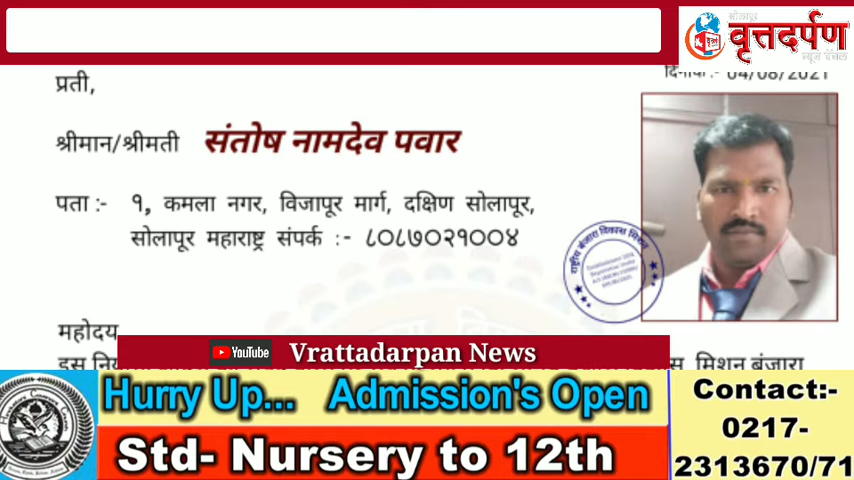 सोलापूर
वृत्तदर्पण
न्यूज चॅनेल
दिनांक:- 04/08/2021
प्रती,
श्रीमान/श्रीमती संतोष नामदेव पवार
पता :- १, कमला नगर, विजापूर मार्ग, दक्षिण सोलापूर,
सोलापूर महाराष्ट्र संपर्क :- ८०८७०२१००४
राष्ट्रीय बंजारा विकास मिशन
महोदय
मिशन बंजारा
YouTube Vrattadarpan News
Hurry Up... Admission's Open
Std- Nursery to 12th
Contact:-
0217-
2313670/71